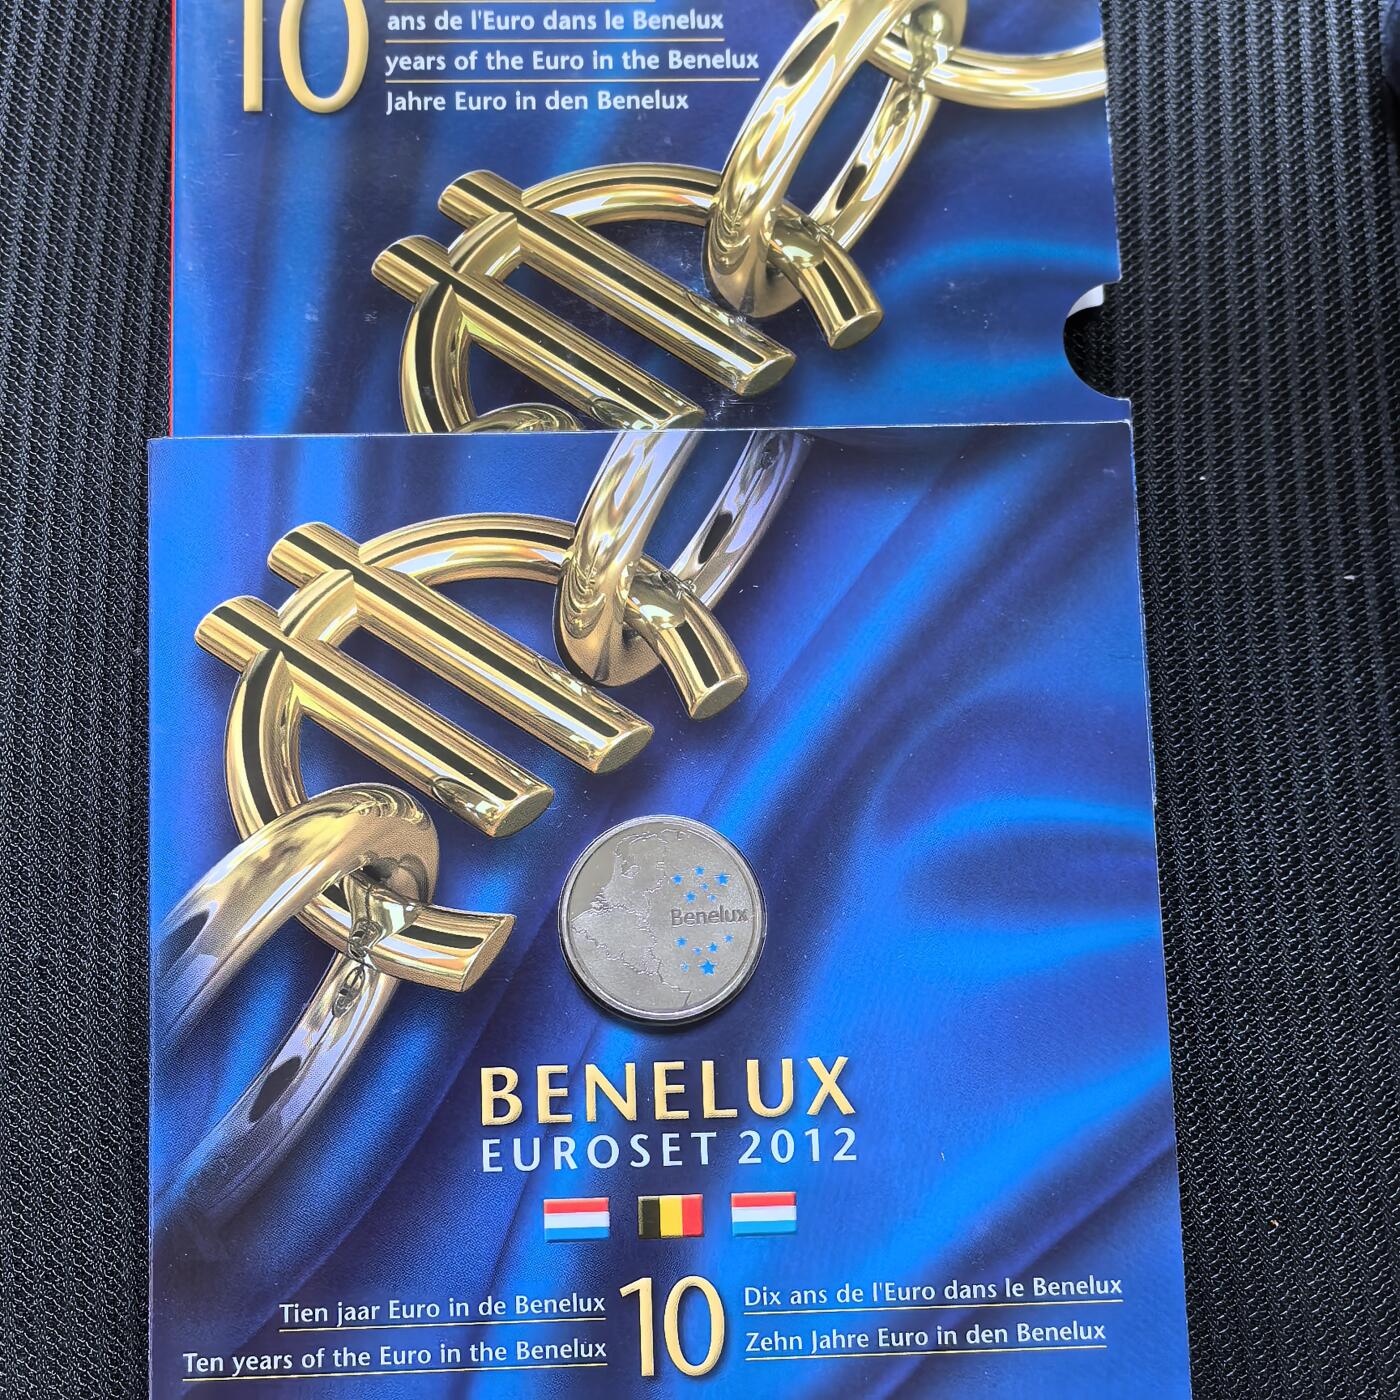 10
ans de l'Euro dans le Benelux
years of the Euro in the Benelux
Jahre Euro in den Benelux
Benelux
BENELUX
EUROSET 2012
Tien jaar Euro in de Benelux
Ten years of the Euro in the Benelux
10
Dix ans de l'Euro dans le Benelux
Zehn Jahre Euro in den Benelux